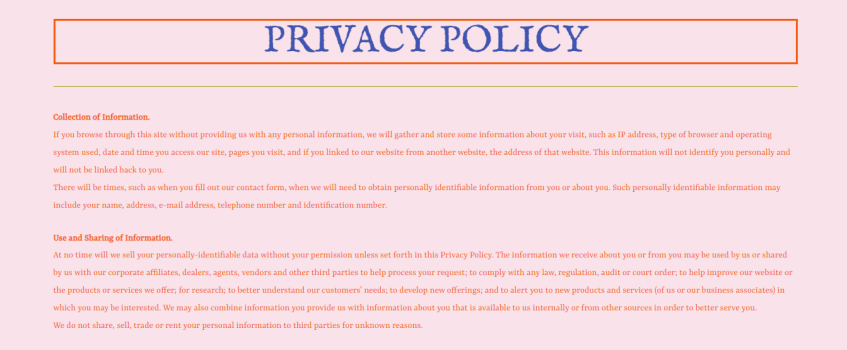 PRIVACY POLICY
Collection of Information.
If you browse through this site without providing us with any personal information, we will gather and store some information about your visit, such as IP address, type of browser and operating
system used, date and time you access our site, pages you visit, and if you linked to our website from another website, the address of that website. This information will not identify you personally and
will not be linked back to you.
There will be times, such as when you fill out our contact form, when we will need to obtain personally identifiable information from you or about you. Such personally identifiable information may
include your name, address, e-mail address, telephone number and identification number.
Use and Sharing of Information.
At no time will we sell your personally-identifiable data without your permission unless set forth in this Privacy Policy. The information we receive about you or from you may be used by us or shared
by us with our corporate affiliates, dealers, agents, vendors and other third parties to help process your request; to comply with any law, regulation, audit or court order; to help improve our website or
the products or services we offer; for research; to better understand our customers' needs; to develop new offerings; and to alert you to new products and services (of us or our business associates) in
which you may be interested. We may also combine information you provide us with information about you that is available to us internally or from other sources in order to better serve you.
We do not share, sell, trade or rent your personal information to third parties for unknown reasons.